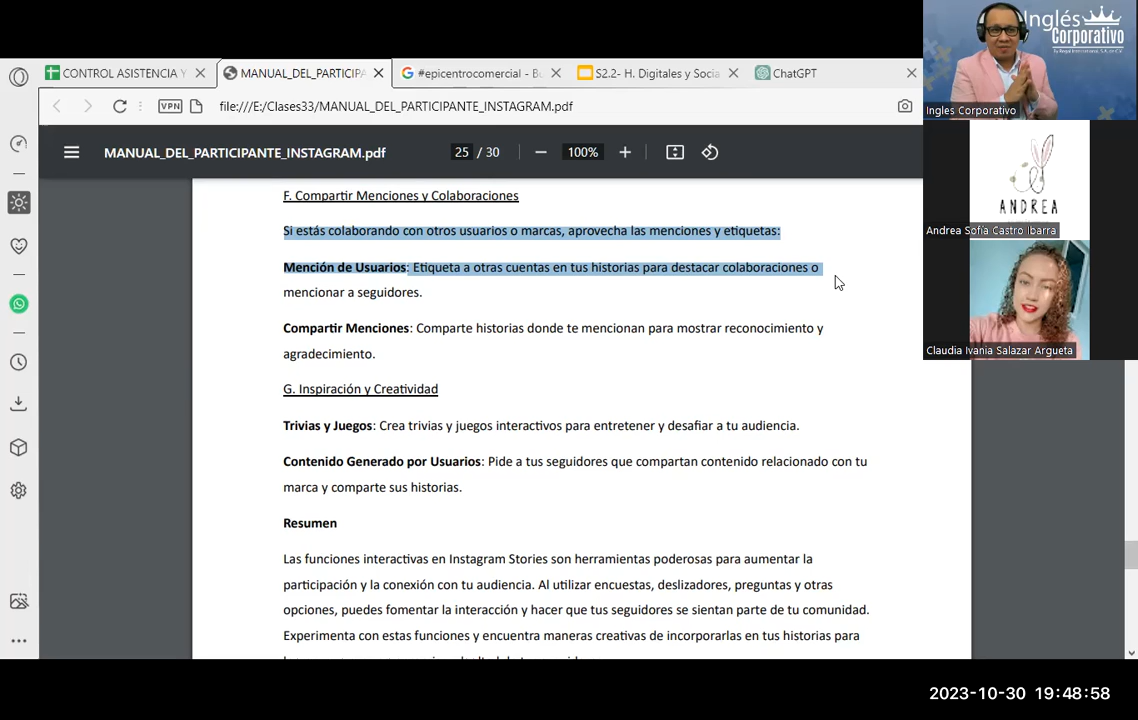 Inglés
Corporativo
Ingles Corporativo
CONTROL ASISTENCIA Y
MANUAL_DEL_PARTICIPA
#epicentrocomercial - Bu
S2.2- H. Digitales y Socia
ChatGPT
VPN
file:///E:/Clases33/MANUAL_DEL_PARTICIPANTE_INSTAGRAM.pdf
MANUAL_DEL_PARTICIPANTE_INSTAGRAM.pdf
25 / 30
100%
ANDREA
Andrea Sofía Castro Ibarra
Claudia Ivania Salazar Argueta
F. Compartir Menciones y Colaboraciones
Si estás colaborando con otros usuarios o marcas, aprovecha las menciones y etiquetas:
Mención de Usuarios: Etiqueta a otras cuentas en tus historias para destacar colaboraciones o
mencionar a seguidores.
Compartir Menciones: Comparte historias donde te mencionan para mostrar reconocimiento y
agradecimiento.
G. Inspiración y Creatividad
Trivias y Juegos: Crea trivias y juegos interactivos para entretener y desafiar a tu audiencia.
Contenido Generado por Usuarios: Pide a tus seguidores que compartan contenido relacionado con tu
marca y comparte sus historias.
Resumen
Las funciones interactivas en Instagram Stories son herramientas poderosas para aumentar la
participación y la conexión con tu audiencia. Al utilizar encuestas, deslizadores, preguntas y otras
opciones, puedes fomentar la interacción y hacer que tus seguidores se sientan parte de tu comunidad.
Experimenta con estas funciones y encuentra maneras creativas de incorporarlas en tus historias para
2023-10-30 19:48:58